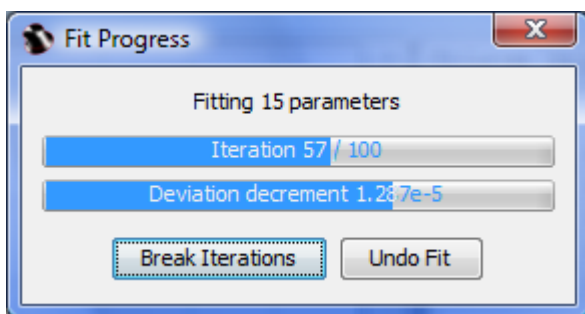 Fit Progress
Fitting 15 parameters
Iteration 57 / 100
Deviation decrement 1.287e-5
Break Iterations
Undo Fit